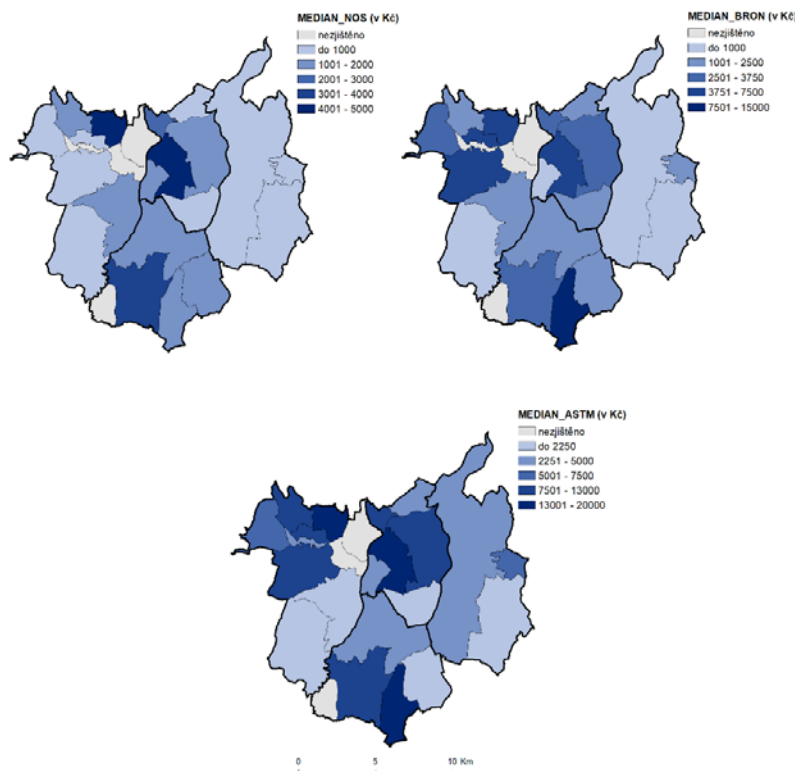 MEDIAN_NOS (v Kč)
nezjištěno
do 1000
1001 - 2000
2001 - 3000
3001 - 4000
4001 - 5000
MEDIAN_BRON (v Kč)
nezjištěno
do 1000
1001 - 2500
2501 - 3750
3751 - 7500
7501 - 15000
MEDIAN_ASTM (v Kč)
nezjištěno
do 2250
2251 - 5000
5001 - 7500
7501 - 13000
13001 - 20000
0 5 10 Km